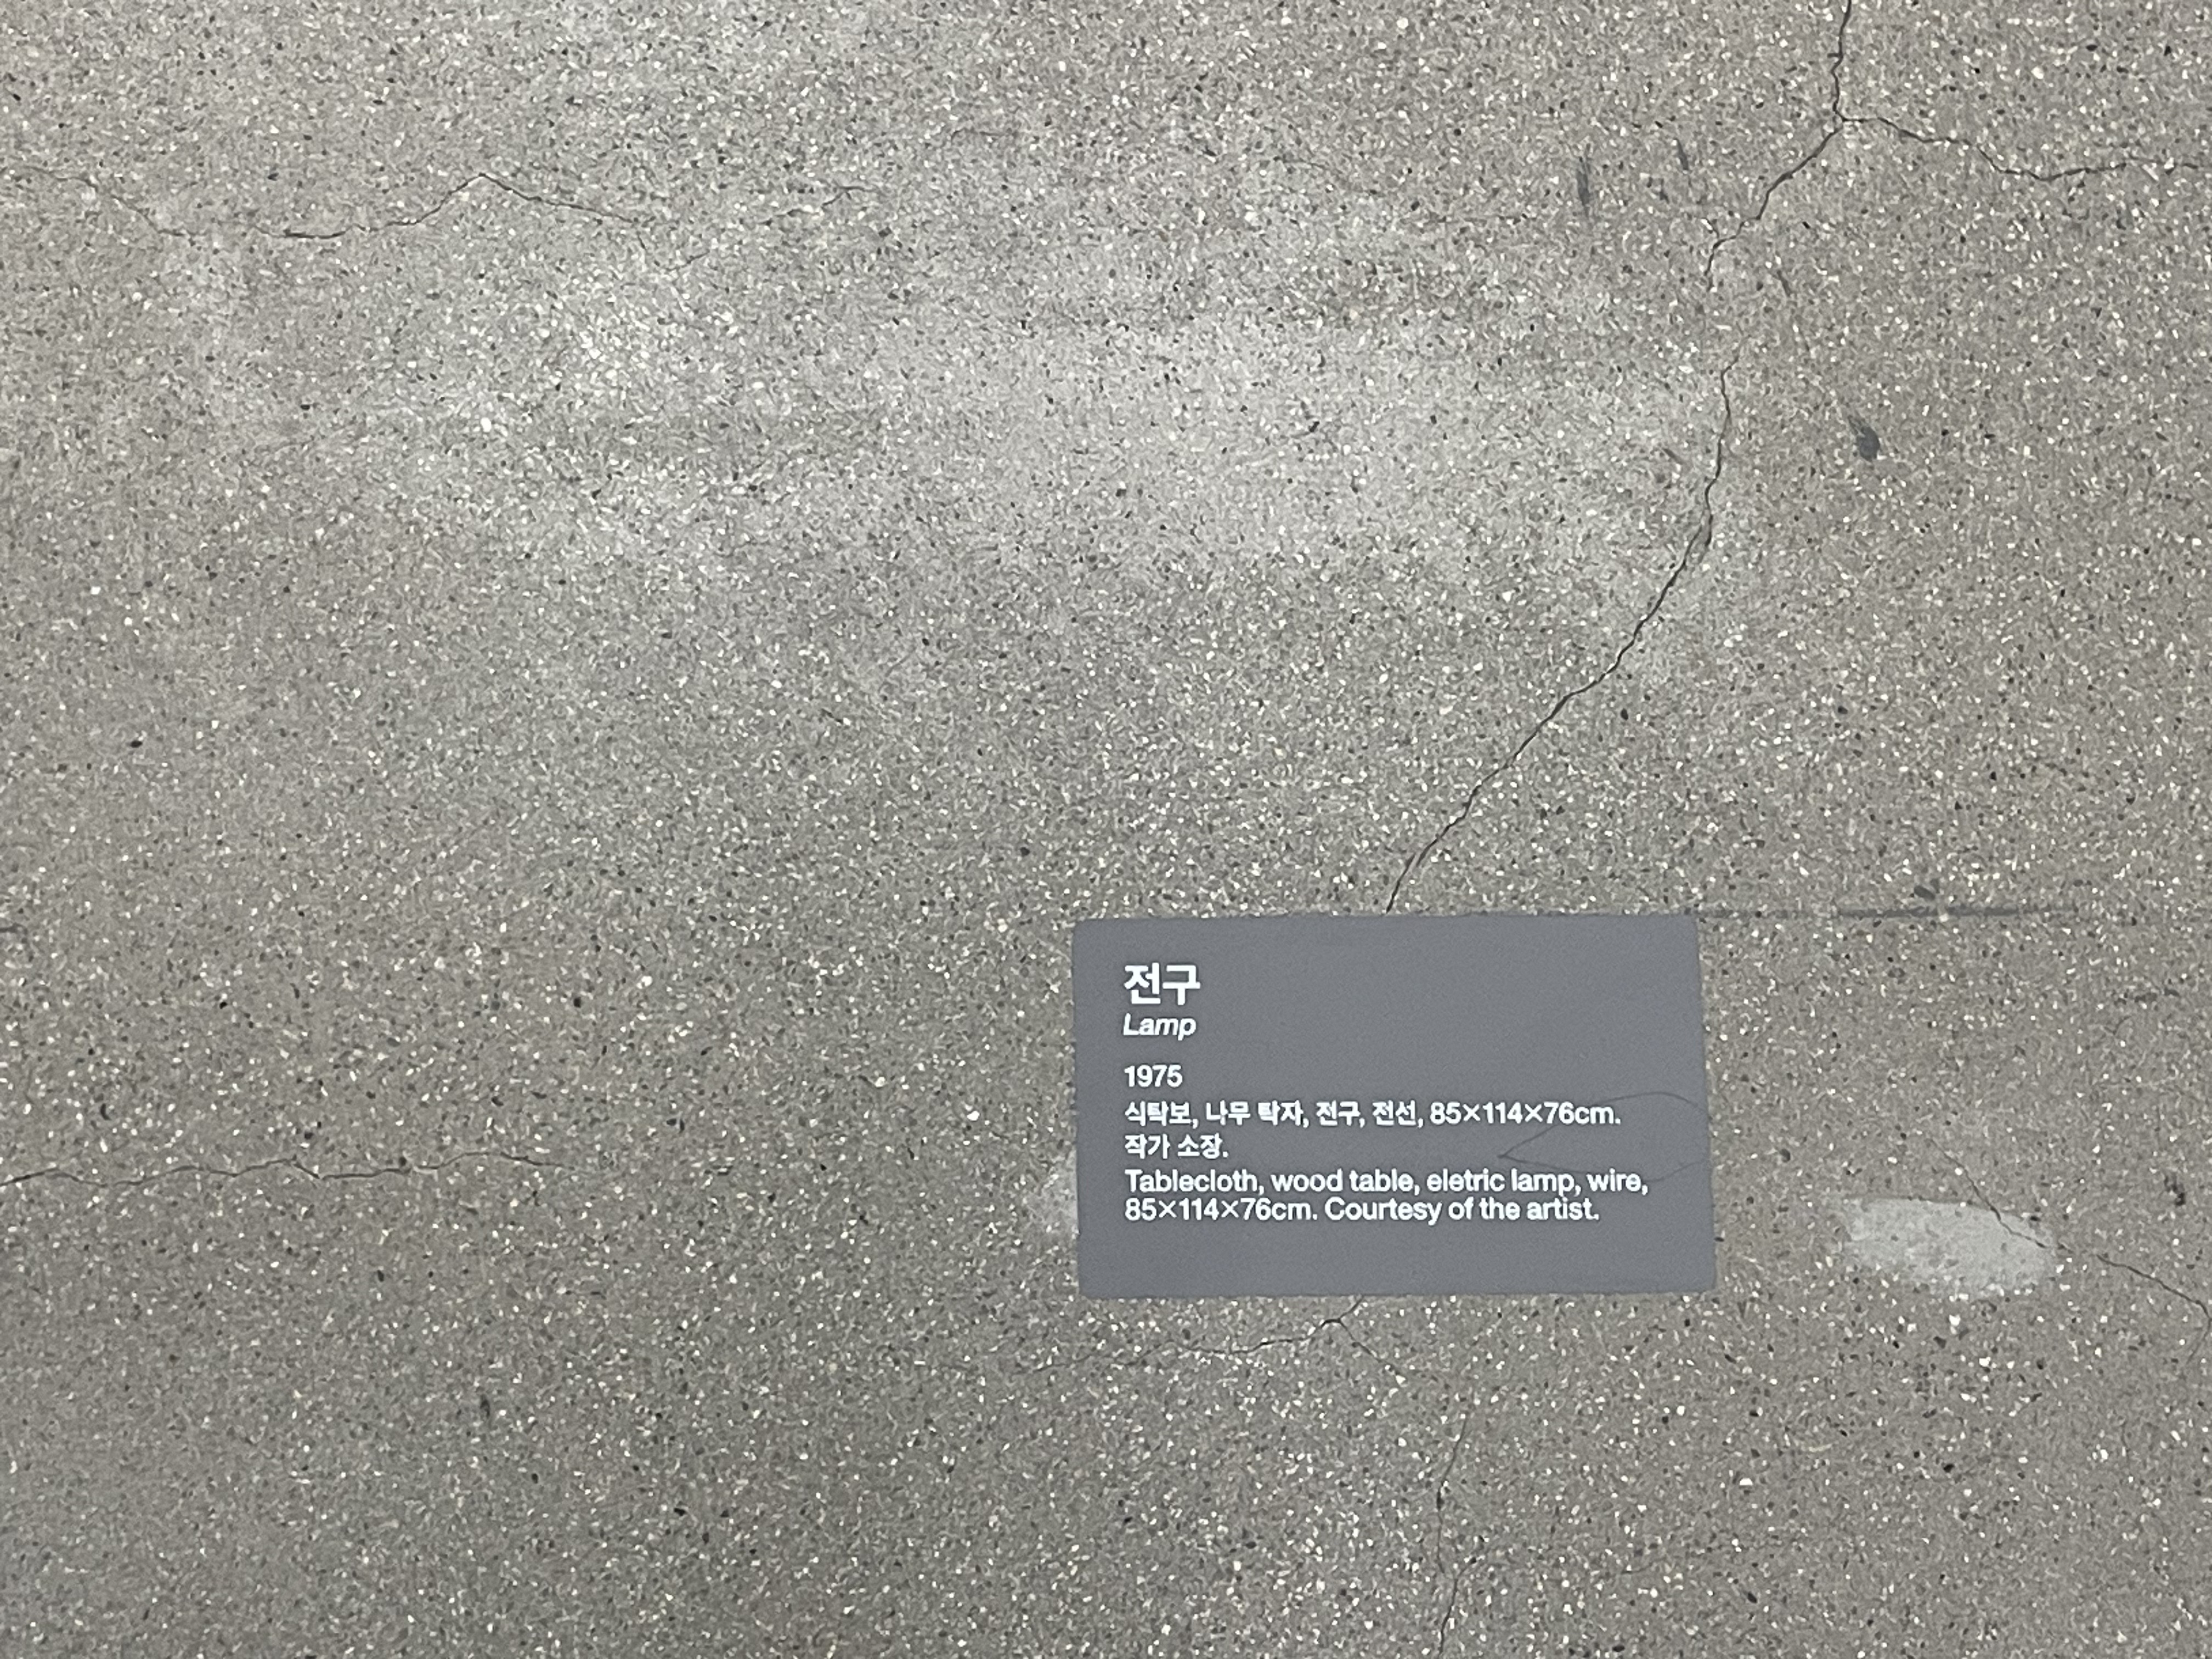 전구
Lamp
1975
식탁보, 나무 탁자, 전구, 전선, 85×114×76cm.
작가 소장.
Tablecloth, wood table, eletric lamp, wire,
85×114×76cm. Courtesy of the artist.